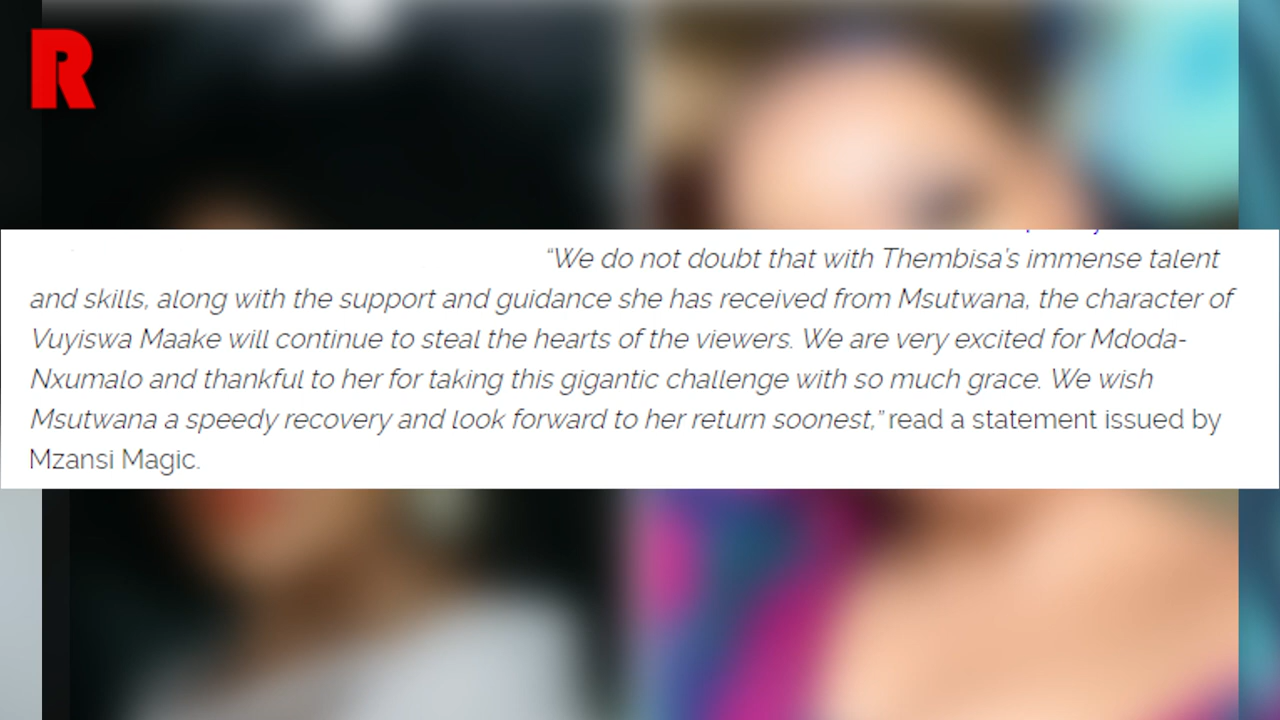 R
“We do not doubt that with Thembisa’s immense talent
and skills, along with the support and guidance she has received from Msutwana, the character of
Vuyiswa Maake will continue to steal the hearts of the viewers. We are very excited for Mdoda-
Nxumalo and thankful to her for taking this gigantic challenge with so much grace. We wish
Msutwana a speedy recovery and look forward to her return soonest,” read a statement issued by
Mzansi Magic.